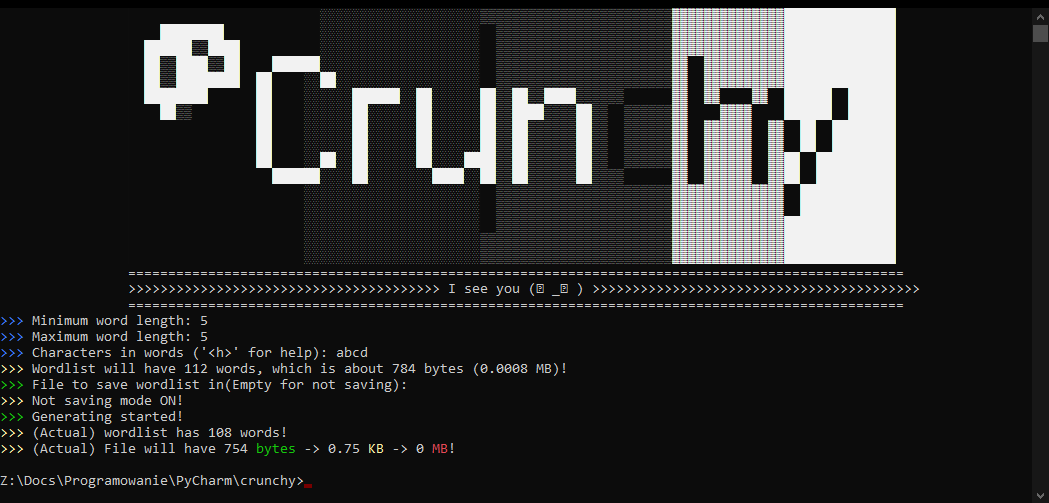 Crunchy
=================================================================================================
>>>>>>>>>>>>>>>>>>>>>>>>>>>>>>>>>>>>>>> I see you (⍰ _⍰ ) >>>>>>>>>>>>>>>>>>>>>>>>>>>>>>>>>>>>>>>>>
=================================================================================================
>>> Minimum word length: 5
>>> Maximum word length: 5
>>> Characters in words ('<h>' for help): abcd
>>> Wordlist will have 112 words, which is about 784 bytes (0.0008 MB)!
>>> File to save wordlist in(Empty for not saving):
>>> Not saving mode ON!
>>> Generating started!
>>> (Actual) wordlist has 108 words!
>>> (Actual) File will have 754 bytes -> 0.75 KB -> 0 MB!
Z:\Docs\Programowanie\PyCharm\crunchy>